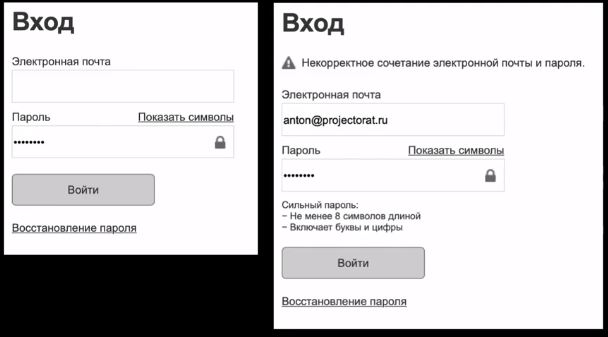 Вход
Электронная почта
Пароль Показать символы
••••••••
Войти
Восстановление пароля
Вход
Некорректное сочетание электронной почты и пароля.
Электронная почта
anton@projectorat.ru
Пароль Показать символы
••••••••
Сильный пароль:
– Не менее 8 символов длиной
– Включает буквы и цифры
Войти
Восстановление пароля